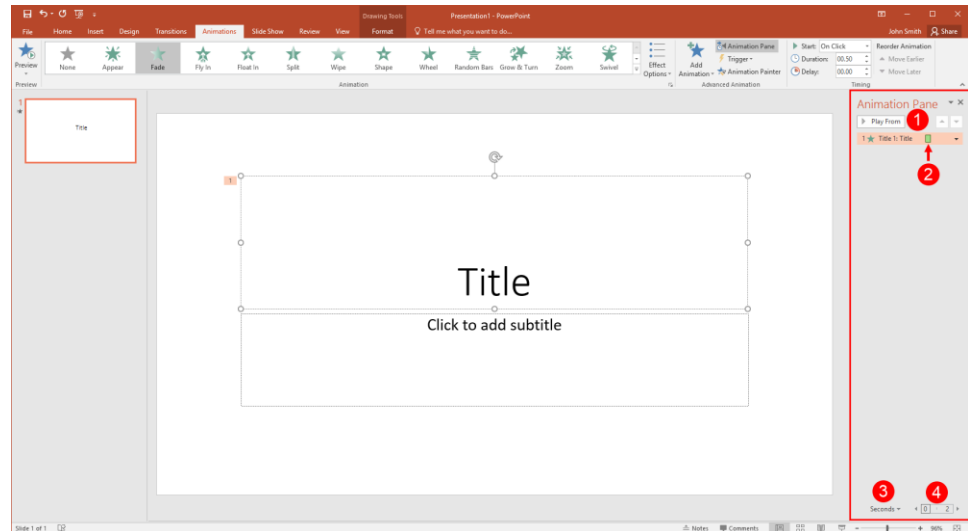 Drawing Tools
Presentation1 - PowerPoint
File Home Insert Design Transitions Animations Slide Show Review View Format Tell me what you want to do... John Smith Share
Preview None Appear Fade Fly In Float In Split Wipe Shape Wheel Random Bars Grow & Turn Zoom Swivel Effect Options Add Animation
Animation Pane
Trigger
Animation Painter
Start: On Click
Duration: 00.50
Delay: 00.00
Reorder Animation
Move Earlier
Move Later
Preview Animation Advanced Animation Timing
1
Title
Animation Pane
Play From
1
1 Title 1: Title
2
1
Title
Click to add subtitle
3 4
Seconds 0 2
Slide 1 of 1 Notes Comments 96%